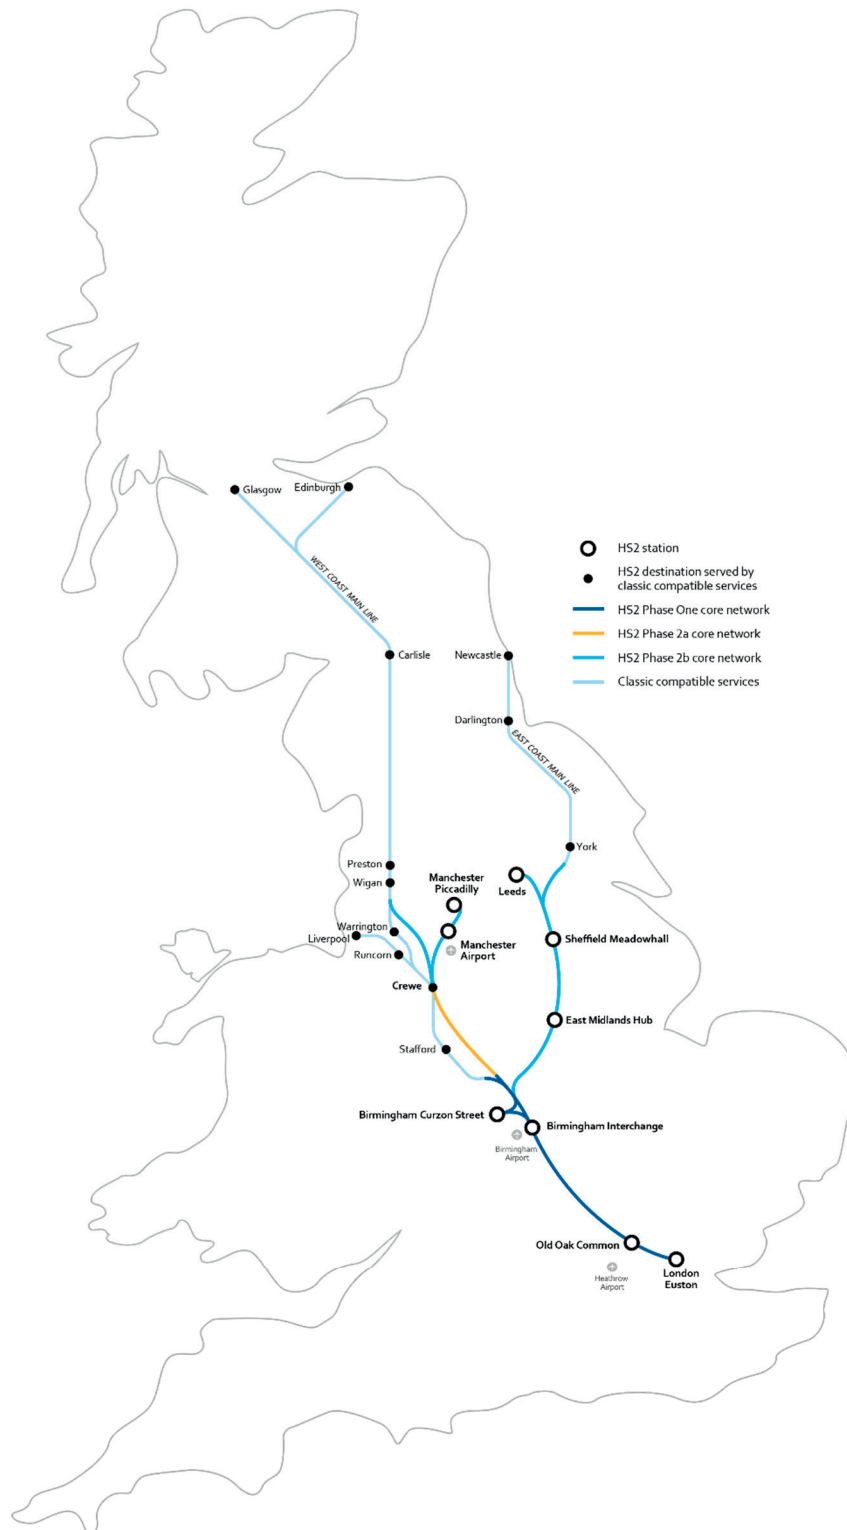 Glasgow
Edinburgh
WEST COAST MAIN LINE
HS2 station
HS2 destination served by
classic compatible services
HS2 Phase One core network
HS2 Phase 2a core network
HS2 Phase 2b core network
Classic compatible services
Carlisle
Newcastle
Darlington
EAST COAST MAIN LINE
York
Preston
Wigan
Manchester
Piccadilly
Leeds
Warrington
Liverpool
Runcorn
Manchester
Airport
Sheffield Meadowhall
Crewe
East Midlands Hub
Stafford
Birmingham Curzon Street
Birmingham Interchange
Birmingham
Airport
Old Oak Common
London
Euston
Heathrow
Airport